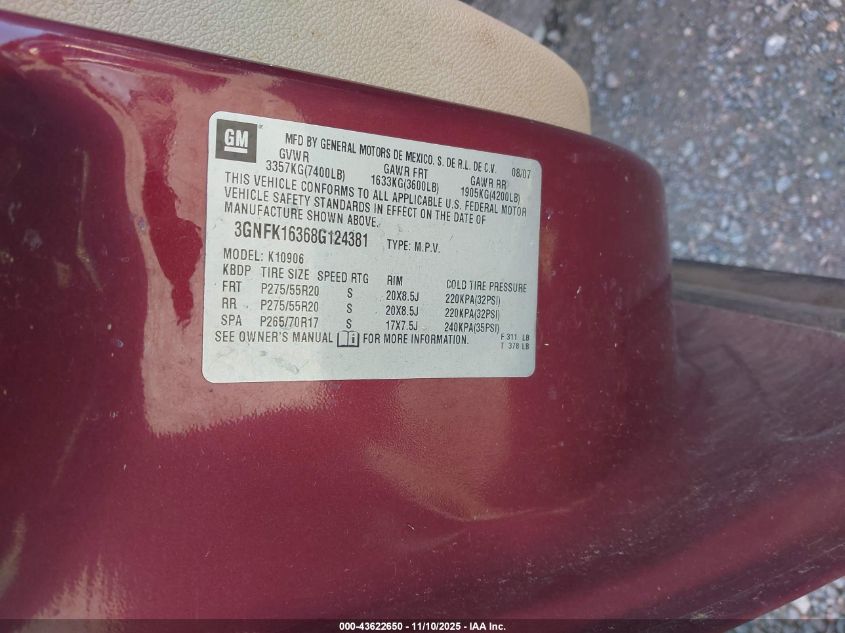 GM
MFD BY GENERAL MOTORS DE MEXICO. S. DE R.L. DE C.V. 08/07
GVWR GAWR FRT GAWR RR
3357KG(7400LB) 1633KG(3600LB) 1905KG(4200LB)
THIS VEHICLE CONFORMS TO ALL APPLICABLE U.S. FEDERAL MOTOR
VEHICLE SAFETY STANDARDS IN EFFECT ON THE DATE OF
MANUFACTURE SHOWN ABOVE.
3GNFK16368G124381 TYPE: M.P.V.
MODEL: K10906
KBDP TIRE SIZE SPEED RTG RIM COLD TIRE PRESSURE
FRT P275/55R20 S 20X8.5J 220KPA(32PSI)
RR P275/55R20 S 20X8.5J 220KPA(32PSI)
SPA P265/70R17 S 17X7.5J 240KPA(35PSI)
SEE OWNER'S MANUAL FOR MORE INFORMATION.
F 311 LB
T 378 LB
000-43622650 - 11/10/2025 - IAA Inc.